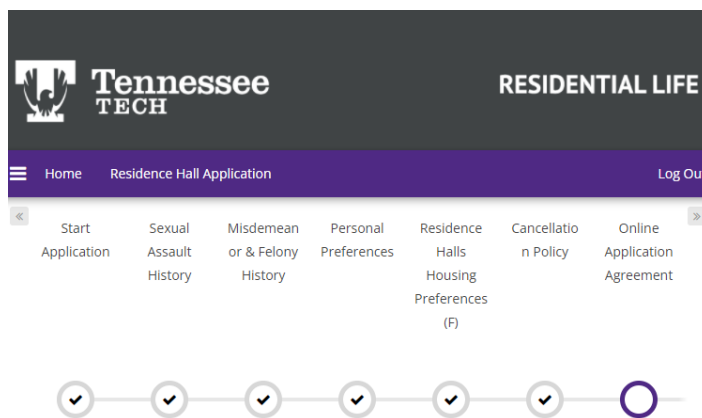 Tennessee
TECH
RESIDENTIAL LIFE
Home Residence Hall Application Log Ou
« Start Application
Sexual Assault History
Misdemean or & Felony History
Personal Preferences
Residence Halls Housing Preferences (F)
Cancellatio n Policy
Online Application Agreement »